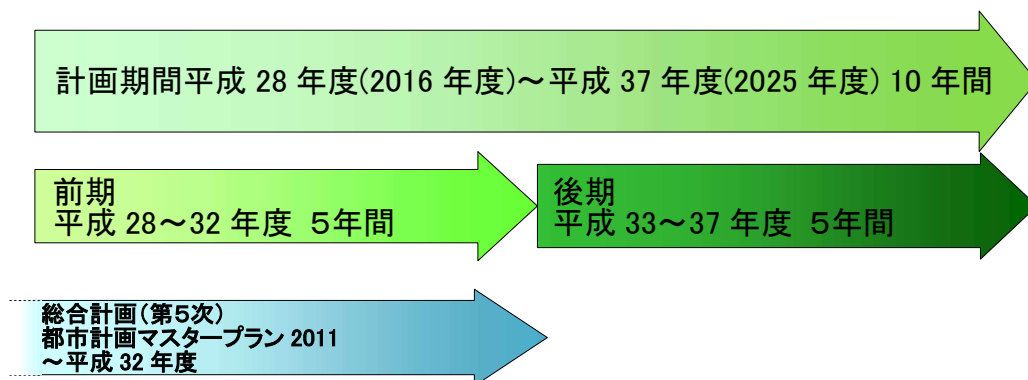 計画期間平成 28 年度(2016 年度)～平成 37 年度(2025 年度) 10 年間
前期
平成 28～32 年度 ５年間
後期
平成 33～37 年度 ５年間
総合計画（第５次）
都市計画マスタープラン 2011
～平成 32 年度